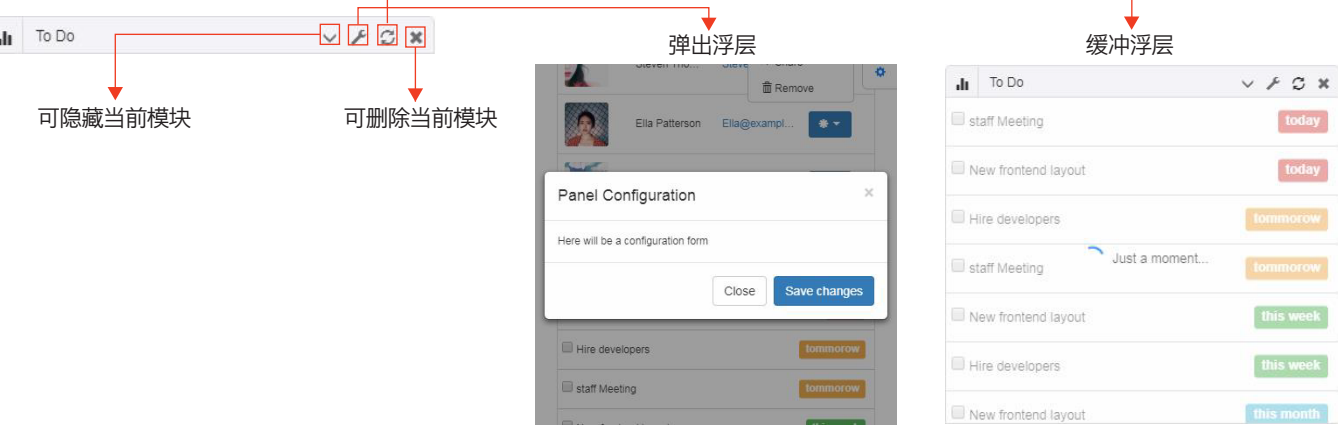 To Do
可隐藏当前模块
可删除当前模块
弹出浮层
Steven Tho...
Share
Remove
Ella Patterson
Ella@exampl...
Panel Configuration
×
Here will be a configuration form
Close
Save changes
Hire developers
tommorow
staff Meeting
tommorow
缓冲浮层
To Do
staff Meeting
today
New frontend layout
today
Hire developers
tommorow
staff Meeting
Just a moment...
tommorow
New frontend layout
this week
Hire developers
this week
New frontend layout
this month